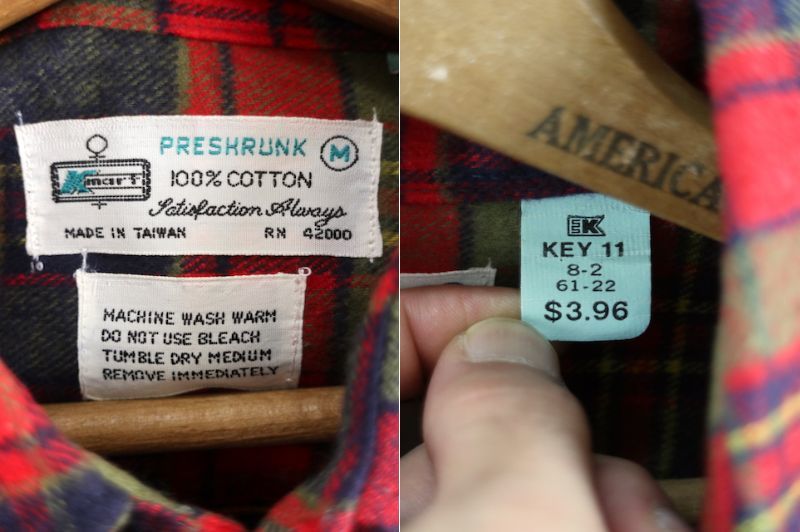 PRESHRUNK M
Kmart
100% COTTON
Satisfaction Always
MADE IN TAIWAN RN 42000
MACHINE WASH WARM
DO NOT USE BLEACH
TUMBLE DRY MEDIUM
REMOVE IMMEDIATELY
AMERICA
K
KEY 11
8-2
61-22
$3.96